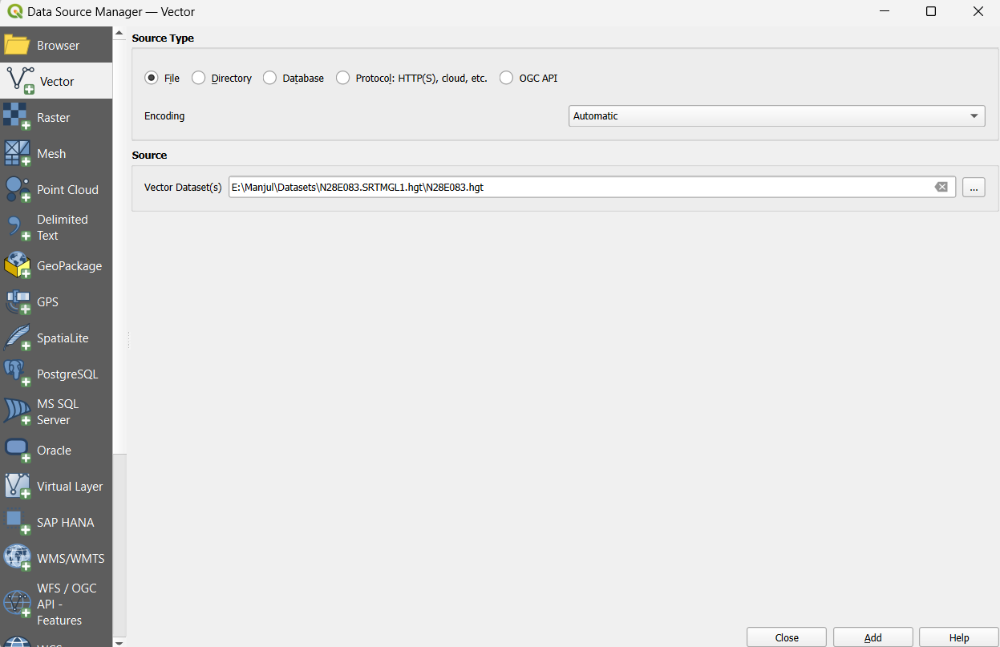 Data Source Manager — Vector
Browser
Vector
Raster
Mesh
Point Cloud
Delimited
Text
GeoPackage
GPS
SpatiaLite
PostgreSQL
MS SQL
Server
Oracle
Virtual Layer
SAP HANA
WMS/WMTS
WFS / OGC
API -
Features
Source Type
File Directory Database Protocol: HTTP(S), cloud, etc. OGC API
Encoding Automatic
Source
Vector Dataset(s) E:\Manjul\Datasets\N28E083.SRTMGL1.hgt\N28E083.hgt ...
Close Add Help